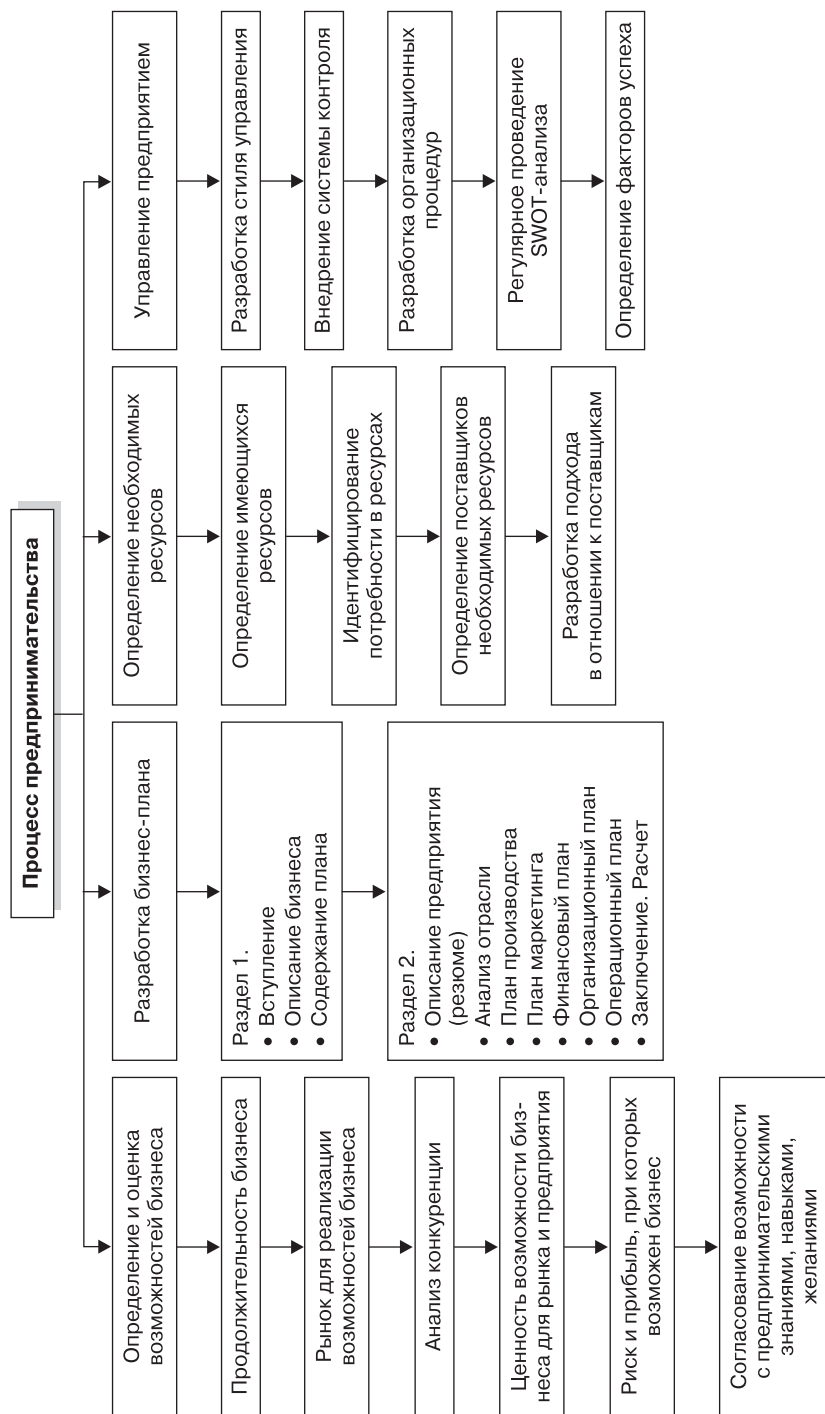 Процесс предпринимательства
Определение и оценка
возможностей бизнеса
Продолжительность бизнеса
Рынок для реализации
возможностей бизнеса
Анализ конкуренции
Ценность возможности биз-
неса для рынка и предприятия
Риск и прибыль, при которых
возможен бизнес
Согласование возможности
с предпринимательскими
знаниями, навыками,
желаниями
Разработка бизнес-плана
Раздел 1.
• Вступление
• Описание бизнеса
• Содержание плана
Раздел 2.
• Описание предприятия
(резюме)
• Анализ отрасли
• План производства
• План маркетинга
• Финансовый план
• Организационный план
• Операционный план
• Заключение. Расчет
Определение необходимых
ресурсов
Определение имеющихся
ресурсов
Идентифицирование
потребности в ресурсах
Определение поставщиков
необходимых ресурсов
Разработка подхода
в отношении к поставщикам
Управление предприятием
Разработка стиля управления
Внедрение системы контроля
Разработка организационных
процедур
Регулярное проведение
SWOT-анализа
Определение факторов успеха